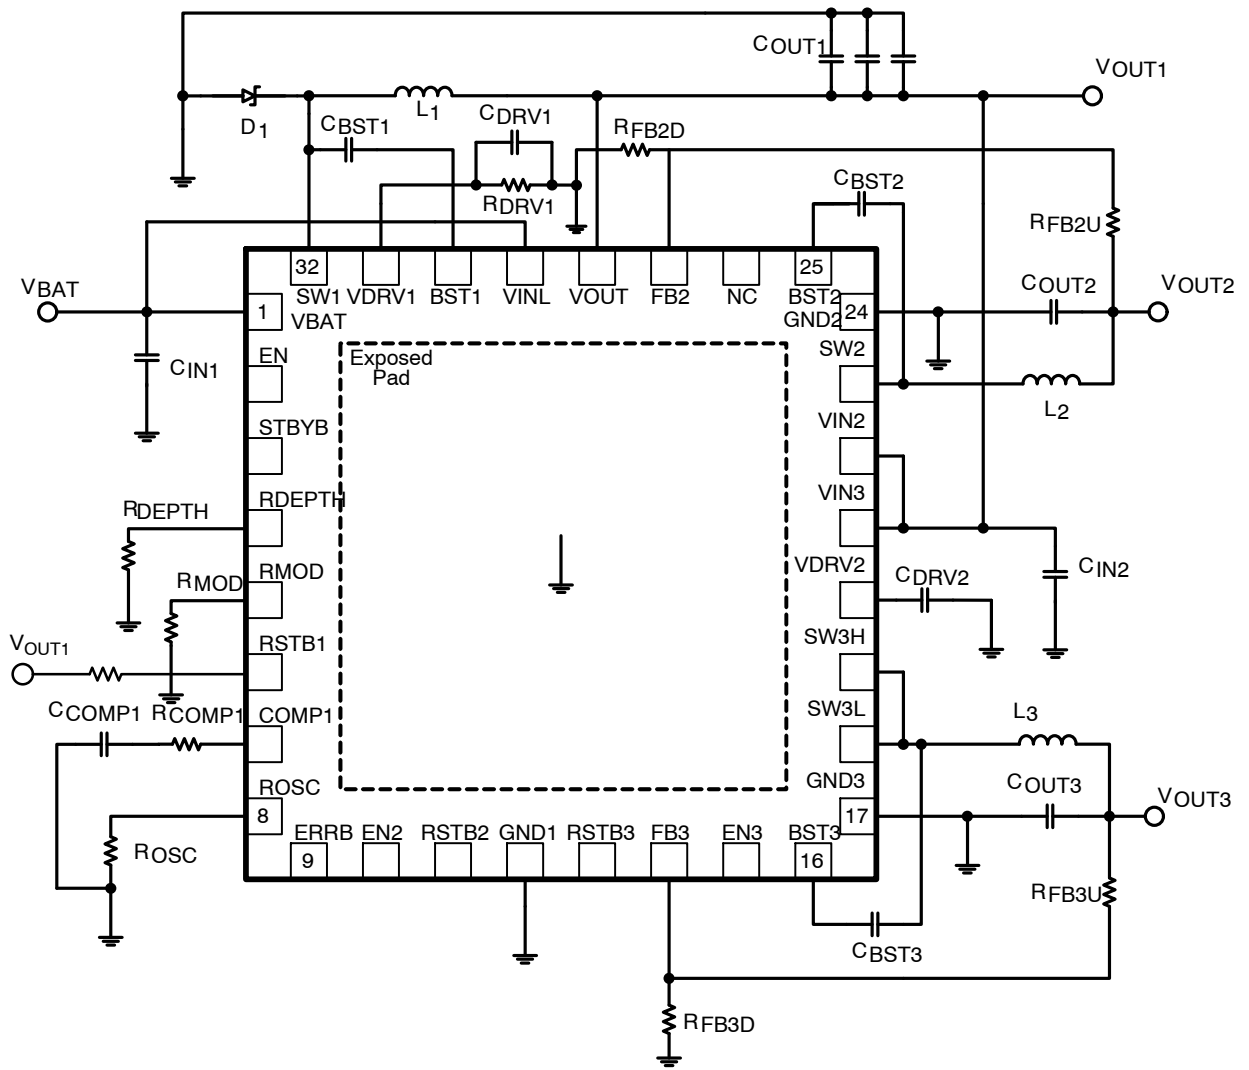 COUT1
VOUT1
D1
L1
CBST1
CDRV1
RFB2D
RDRV1
CBST2
RFB2U
VBAT
32
25
SW1
VDRV1
BST1
VINL
VOUT
FB2
NC
BST2
COUT2
VOUT2
1
VBAT
GND2
24
CIN1
EN
Exposed
Pad
SW2
L2
STBYB
VIN2
RDEPTH
RDEPTH
VIN3
RMOD
RMOD
VDRV2
CDRV2
CIN2
VOUT1
RSTB1
SW3H
CCOMP1
RCOMP1
COMP1
SW3L
L3
ROSC
GND3
COUT3
VOUT3
8
17
ROSC
ERRB
EN2
RSTB2
GND1
RSTB3
FB3
EN3
BST3
9
16
RFB3U
CBST3
RFB3D